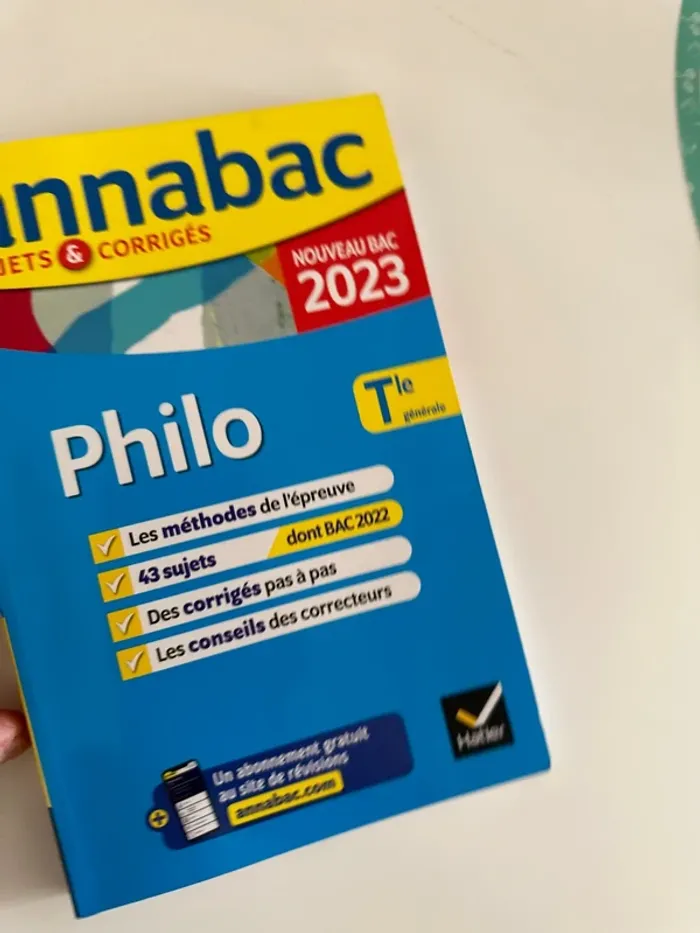 annabac
JETS & CORRIGÉS
NOUVEAU BAC
2023
Tle
générale
Philo
Les méthodes de l'épreuve
43 sujets dont BAC 2022
Des corrigés pas à pas
Les conseils des correcteurs
Hatier
+ Un abonnement gratuit
au site de révisions
annabac.com